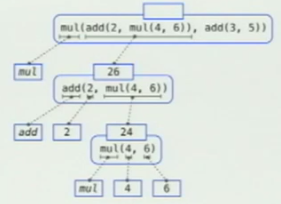 mul(add(2, mul(4, 6)), add(3, 5))
mul
26
add(2, mul(4, 6))
add
2
24
mul(4, 6)
mul
4
6